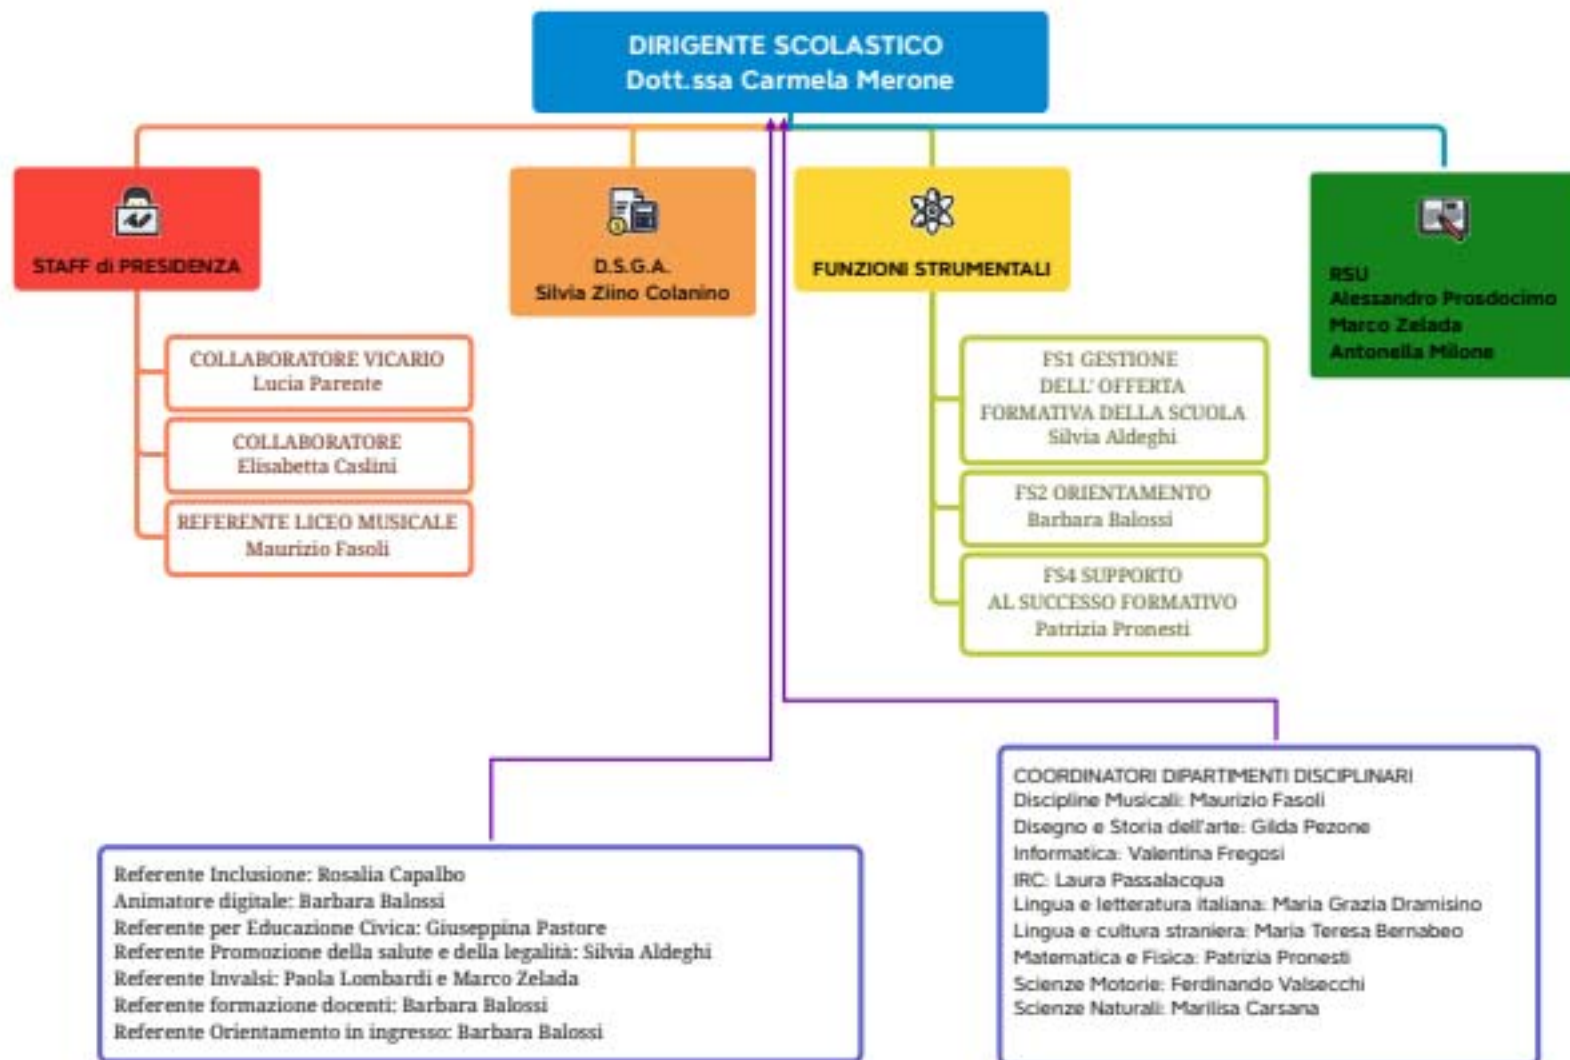 DIRIGENTE SCOLASTICO
Dott.ssa Carmela Merone
STAFF di PRESIDENZA
COLLABORATORE VICARIO
Lucia Parente
COLLABORATORE
Elisabetta Caslini
REFERENTE LICEO MUSICALE
Maurizio Fasoli
D.S.G.A.
Silvia Ziino Colanino
FUNZIONI STRUMENTALI
FS1 GESTIONE
DELL' OFFERTA
FORMATIVA DELLA SCUOLA
Silvia Aldeghi
FS2 ORIENTAMENTO
Barbara Balossi
FS4 SUPPORTO
AL SUCCESSO FORMATIVO
Patrizia Pronesti
RSU
Alessandro Prosdocimo
Marco Zelada
Antonella Milone
Referente Inclusione: Rosalia Capalbo
Animatore digitale: Barbara Balossi
Referente per Educazione Civica: Giuseppina Pastore
Referente Promozione della salute e della legalità: Silvia Aldeghi
Referente Invalsi: Paola Lombardi e Marco Zelada
Referente formazione docenti: Barbara Balossi
Referente Orientamento in ingresso: Barbara Balossi
COORDINATORI DIPARTIMENTI DISCIPLINARI
Discipline Musicali: Maurizio Fasoli
Disegno e Storia dell'arte: Gilda Pezone
Informatica: Valentina Fregosi
IRC: Laura Passalacqua
Lingua e letteratura italiana: Maria Grazia Dramisino
Lingua e cultura straniera: Maria Teresa Bernabeo
Matematica e Fisica: Patrizia Pronesti
Scienze Motorie: Ferdinando Valsecchi
Scienze Naturali: Marilisa Carsana